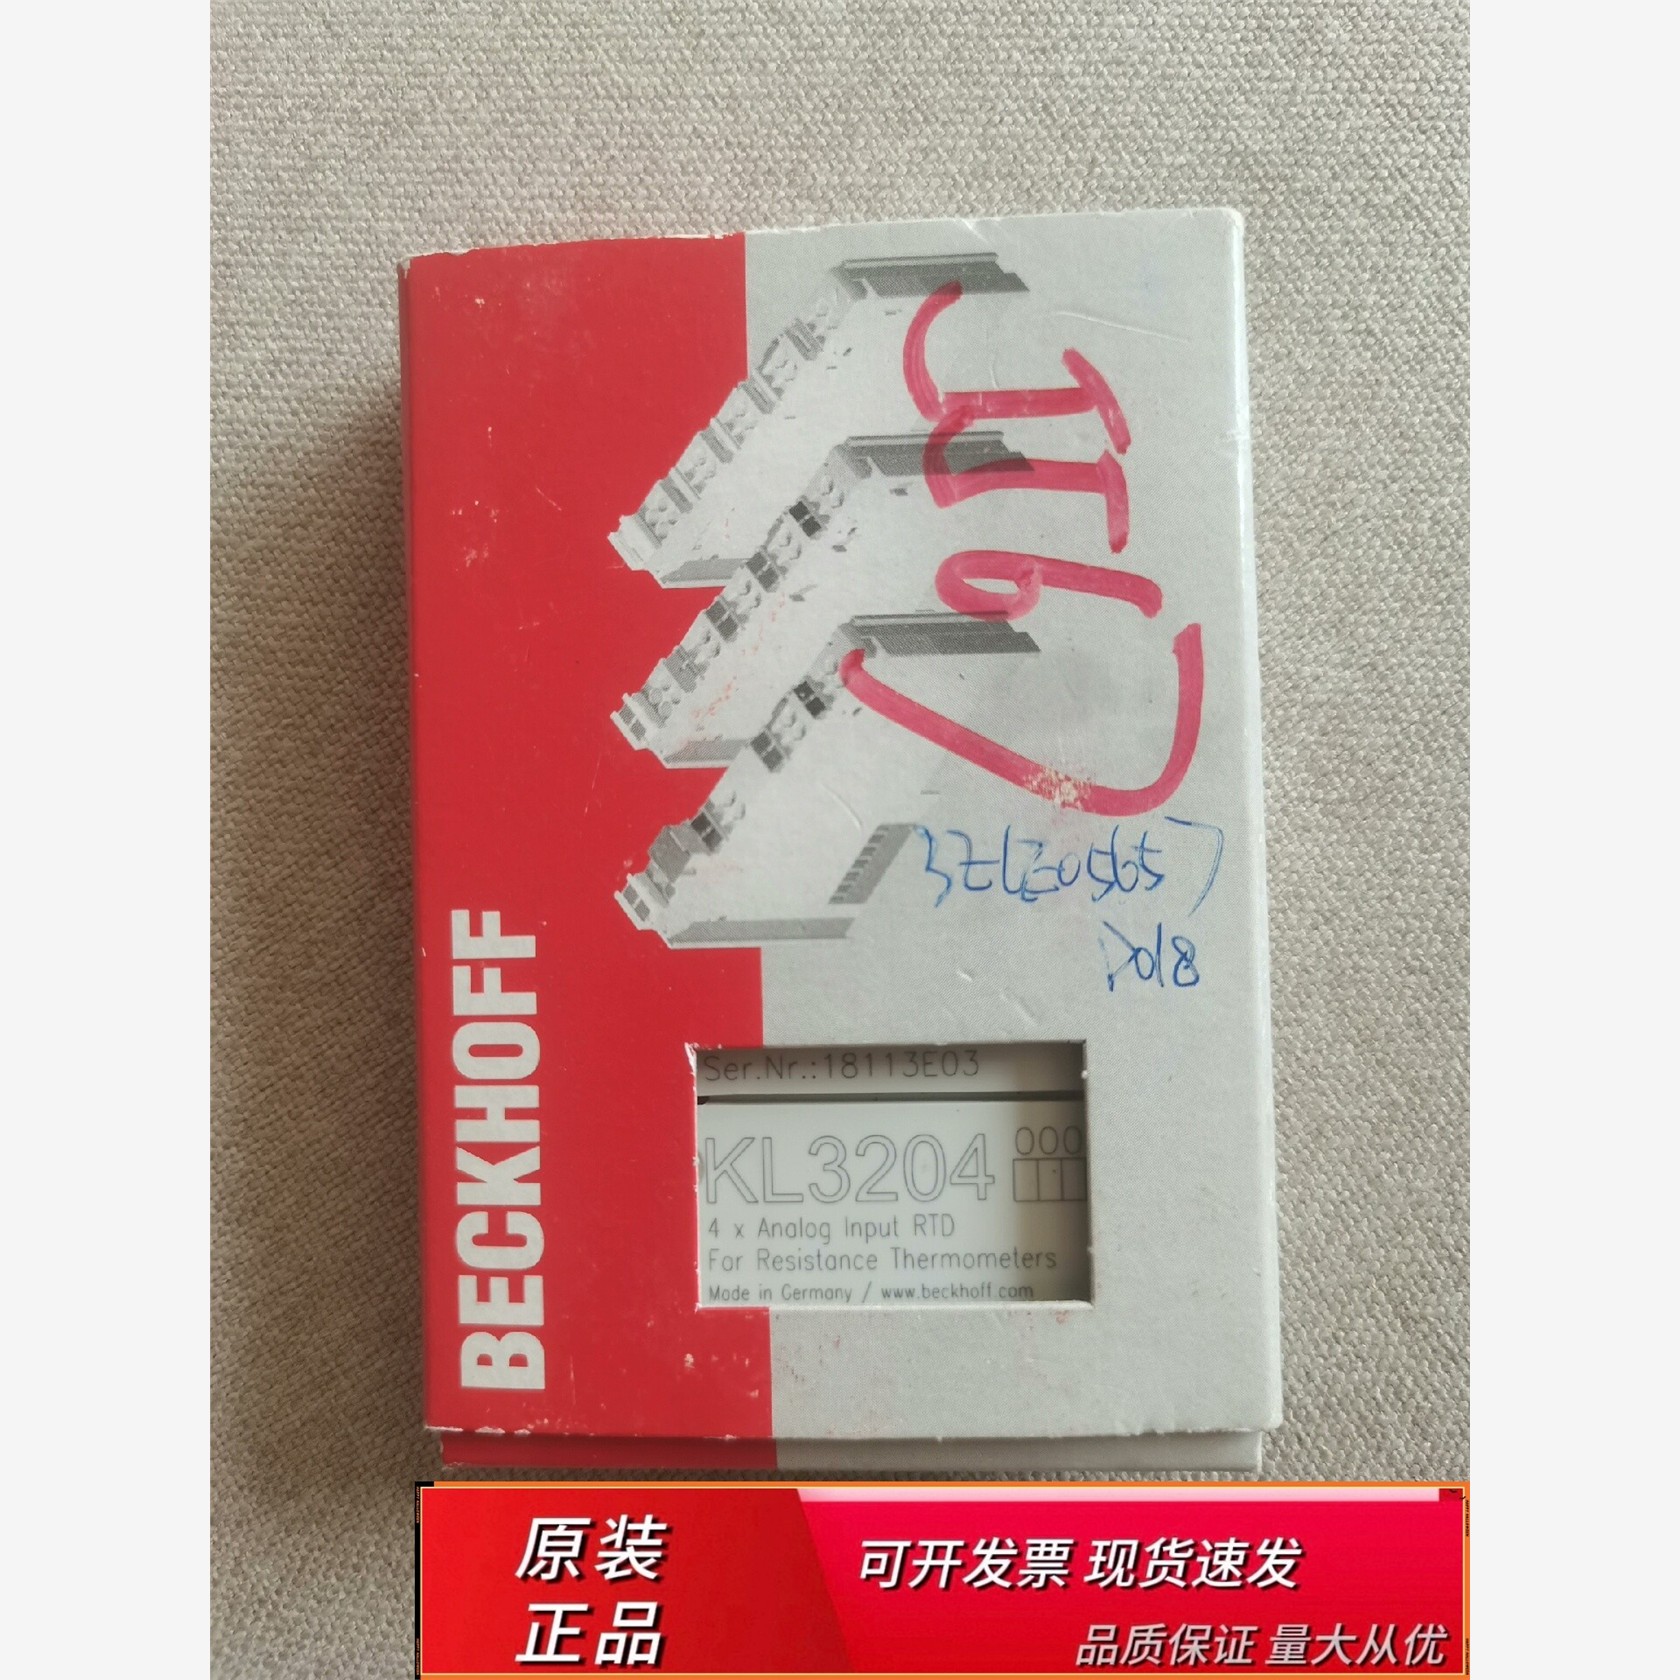 BECKHOFF
Ser.Nr.:18113E03
KL3204
4 x Analog Input RTD
For Resistance Thermometers
Made in Germany / www.beckhoff.com
原装
正品
可开发票 现货速发
品质保证 量大从优